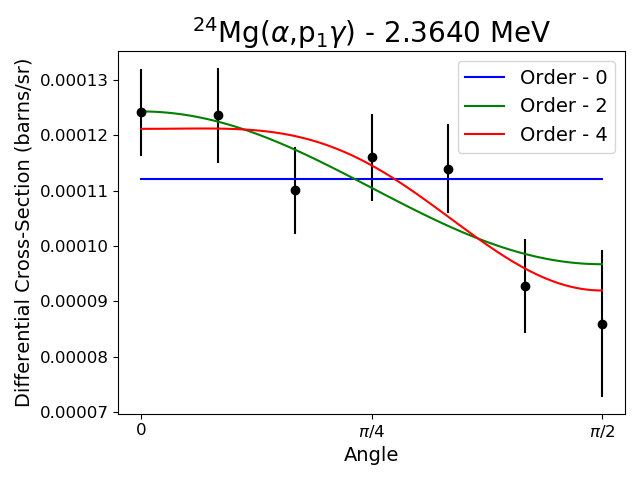 ²⁴Mg(α,p₁γ) - 2.3640 MeV
Differential Cross-Section (barns/sr)
0.00013
0.00012
0.00011
0.00010
0.00009
0.00008
0.00007
Order - 0
Order - 2
Order - 4
0
π/4
π/2
Angle